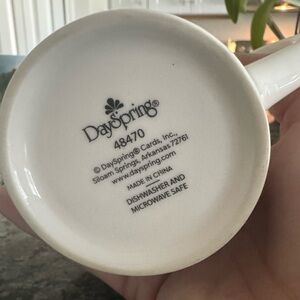 DaySpring®
48470
© DaySpring® Cards, Inc.,
Siloam Springs, Arkansas 72761
www.dayspring.com
MADE IN CHINA
DISHWASHER AND
MICROWAVE SAFE